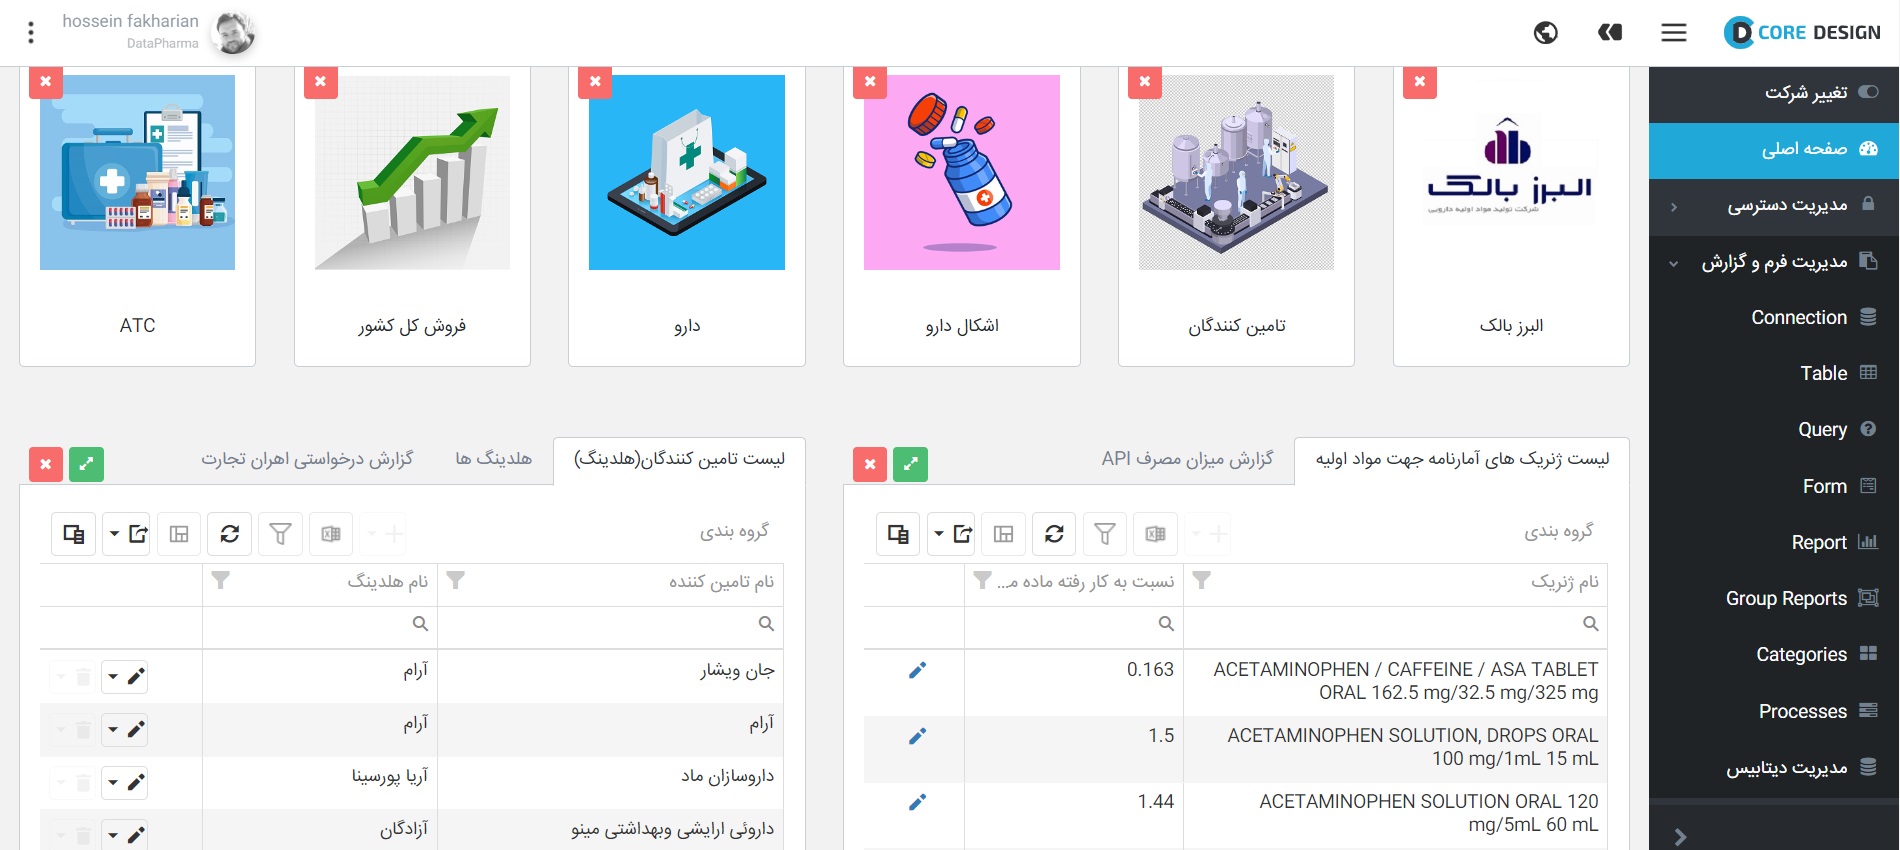 hossein fakharian
DataPharma
CORE DESIGN
تغییر شرکت
صفحه اصلی
مدیریت دسترسی
مدیریت فرم و گزارش
Connection
Table
Query
Form
Report
Group Reports
Categories
Processes
مدیریت دیتابیس
البرز بالک
شرکت تولید مواد اولیه دارویی
البرز بالک
تامین کنندگان
اشکال دارو
دارو
فروش کل کشور
ATC
لیست ژنریک های آمارنامه جهت مواد اولیه
گزارش میزان مصرف API
گروه بندی
نام ژنریک
نسبت به کار رفته ماده م...
ACETAMINOPHEN / CAFFEINE / ASA TABLET
ORAL 162.5 mg/32.5 mg/325 mg
0.163
ACETAMINOPHEN SOLUTION, DROPS ORAL
100 mg/1mL 15 mL
1.5
ACETAMINOPHEN SOLUTION ORAL 120
mg/5mL 60 mL
1.44
لیست تامین کنندگان(هلدینگ)
هلدینگ ها
گزارش درخواستی اهران تجارت
گروه بندی
نام تامین کننده
نام هلدینگ
جان ویشار
آرام
آرام
آرام
داروسازان ماد
آریا پورسینا
داروئی ارایشی وبهداشتی مینو
آزادگان